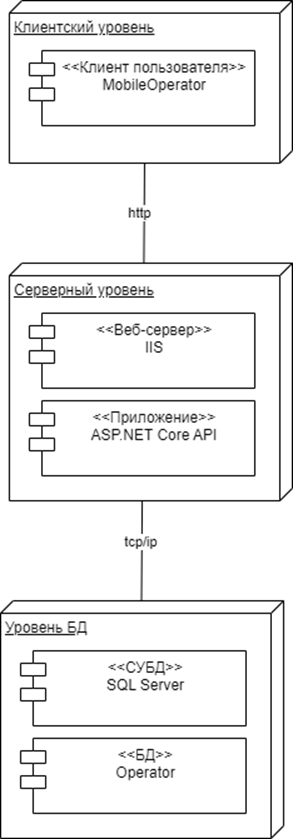 Клиентский уровень
<<Клиент пользователя>>
MobileOperator
http
Серверный уровень
<<Веб-сервер>>
IIS
<<Приложение>>
ASP.NET Core API
tcp/ip
Уровень БД
<<СУБД>>
SQL Server
<<БД>>
Operator